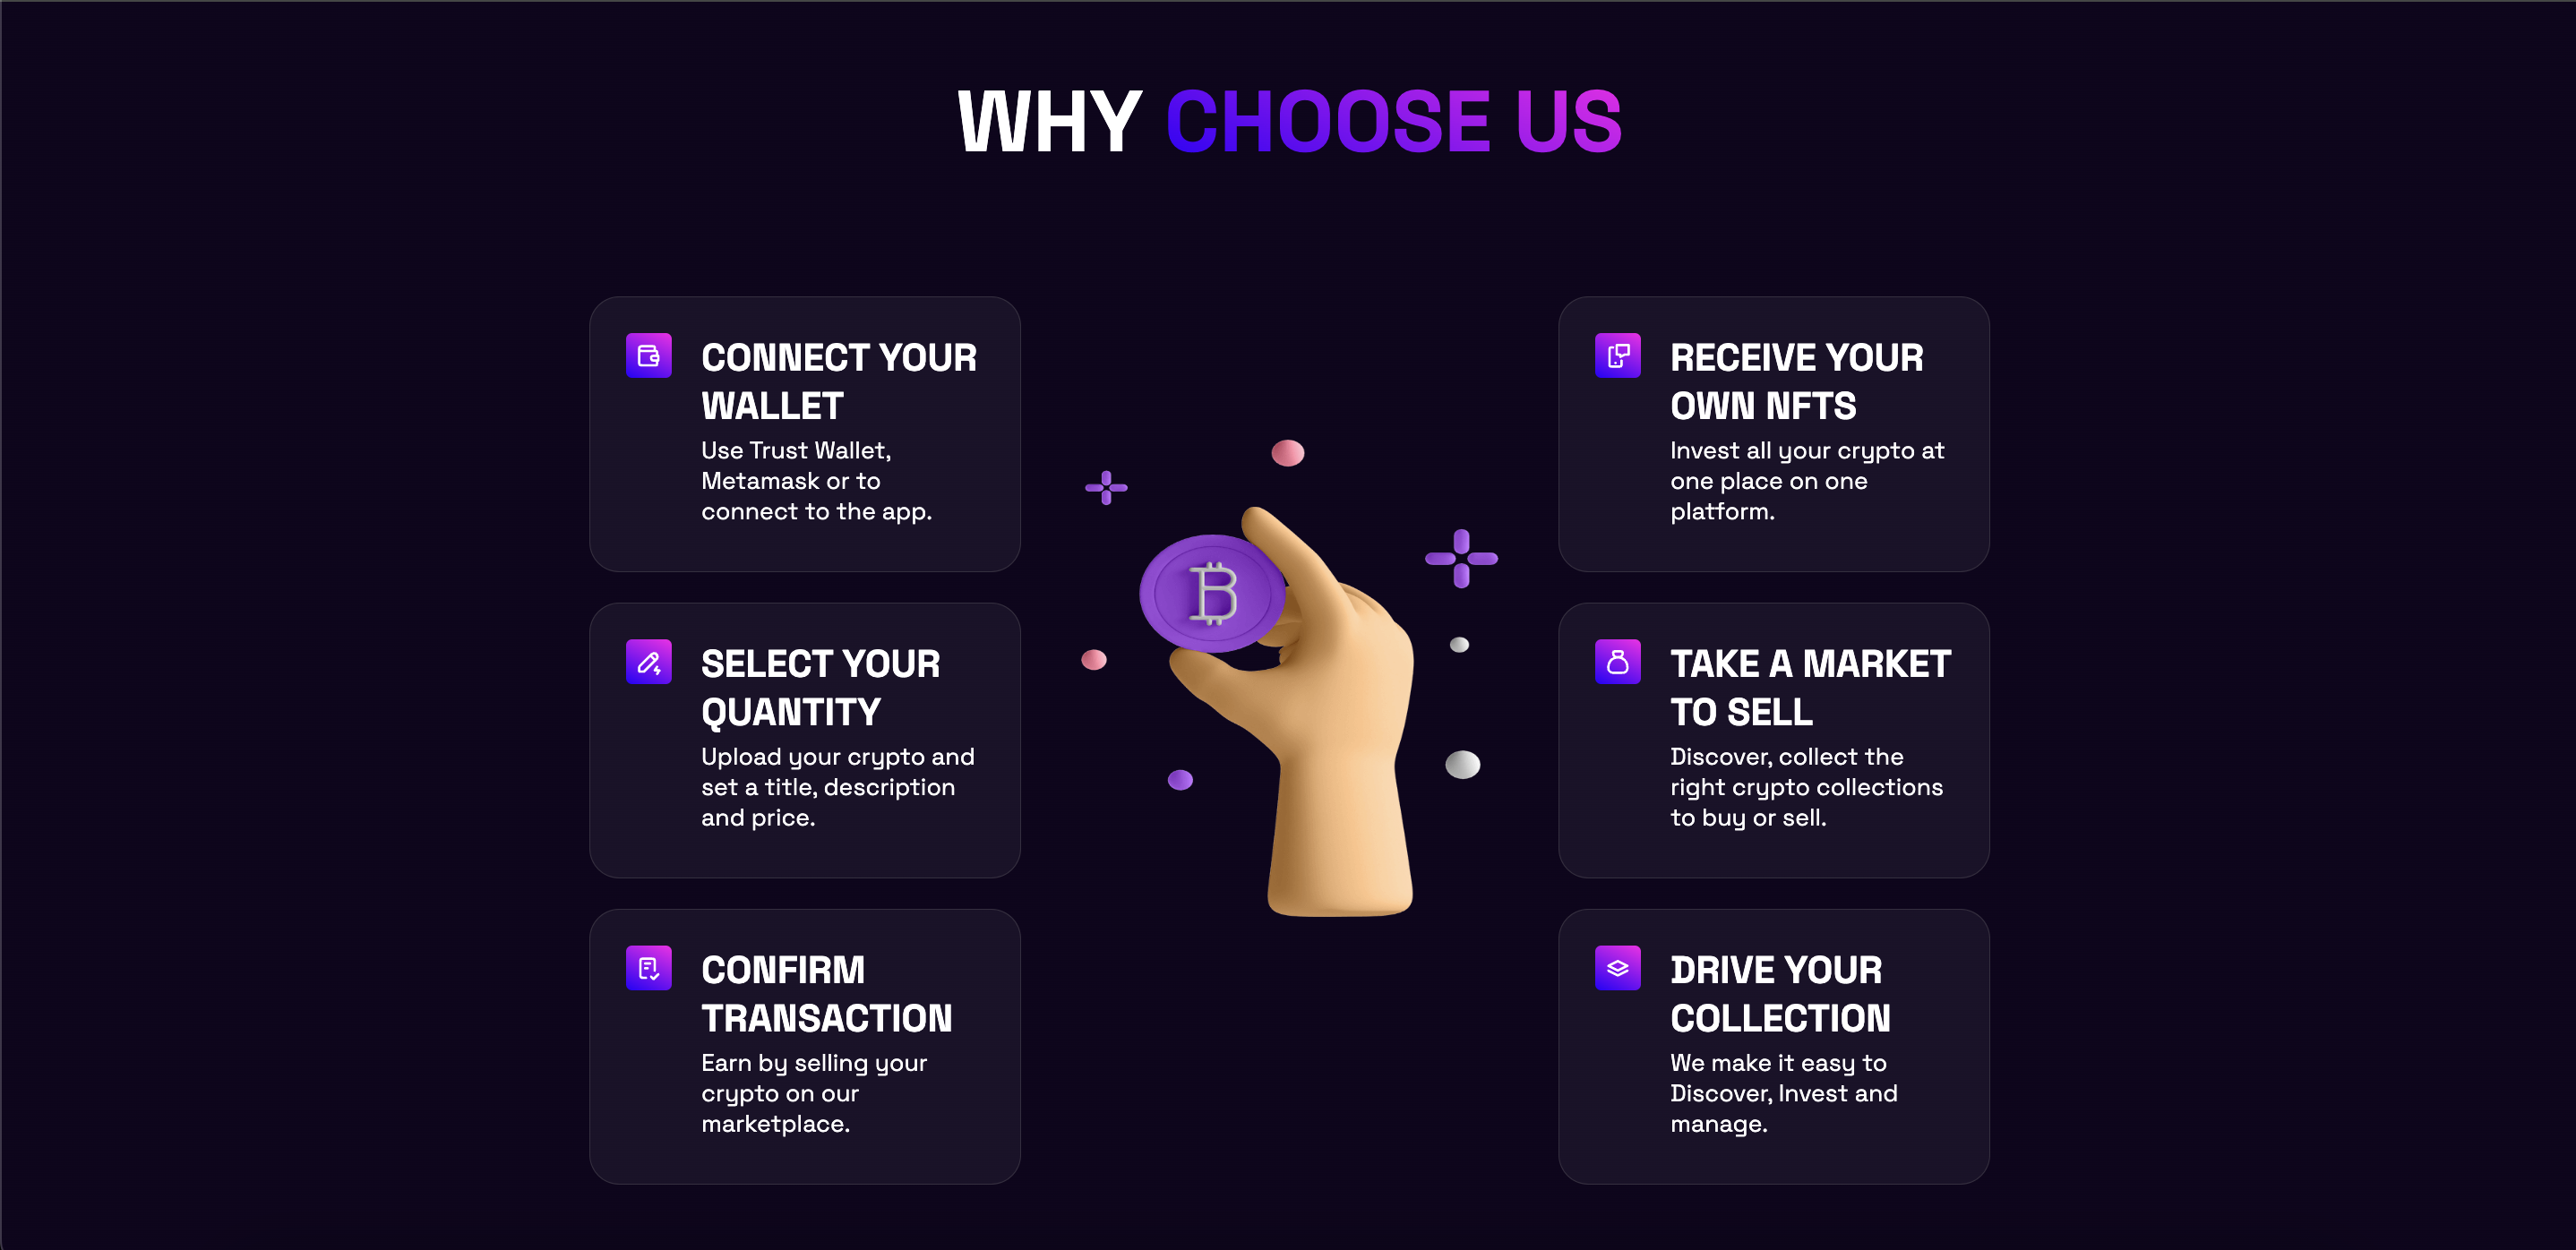 WHY CHOOSE US
CONNECT YOUR
WALLET
Use Trust Wallet,
Metamask or to
connect to the app.
SELECT YOUR
QUANTITY
Upload your crypto and
set a title, description
and price.
CONFIRM
TRANSACTION
Earn by selling your
crypto on our
marketplace.
RECEIVE YOUR
OWN NFTS
Invest all your crypto at
one place on one
platform.
TAKE A MARKET
TO SELL
Discover, collect the
right crypto collections
to buy or sell.
DRIVE YOUR
COLLECTION
We make it easy to
Discover, Invest and
manage.